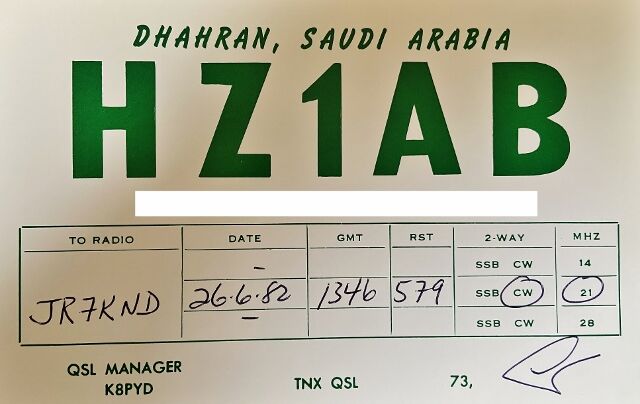 DHAHRAN, SAUDI ARABIA
HZ1AB
TO RADIO DATE GMT RST 2-WAY MHZ
SSB CW 14
JR7KND 26·6·82 1346 579 SSB CW 21
SSB CW 28
QSL MANAGER
K8PYD TNX QSL 73,